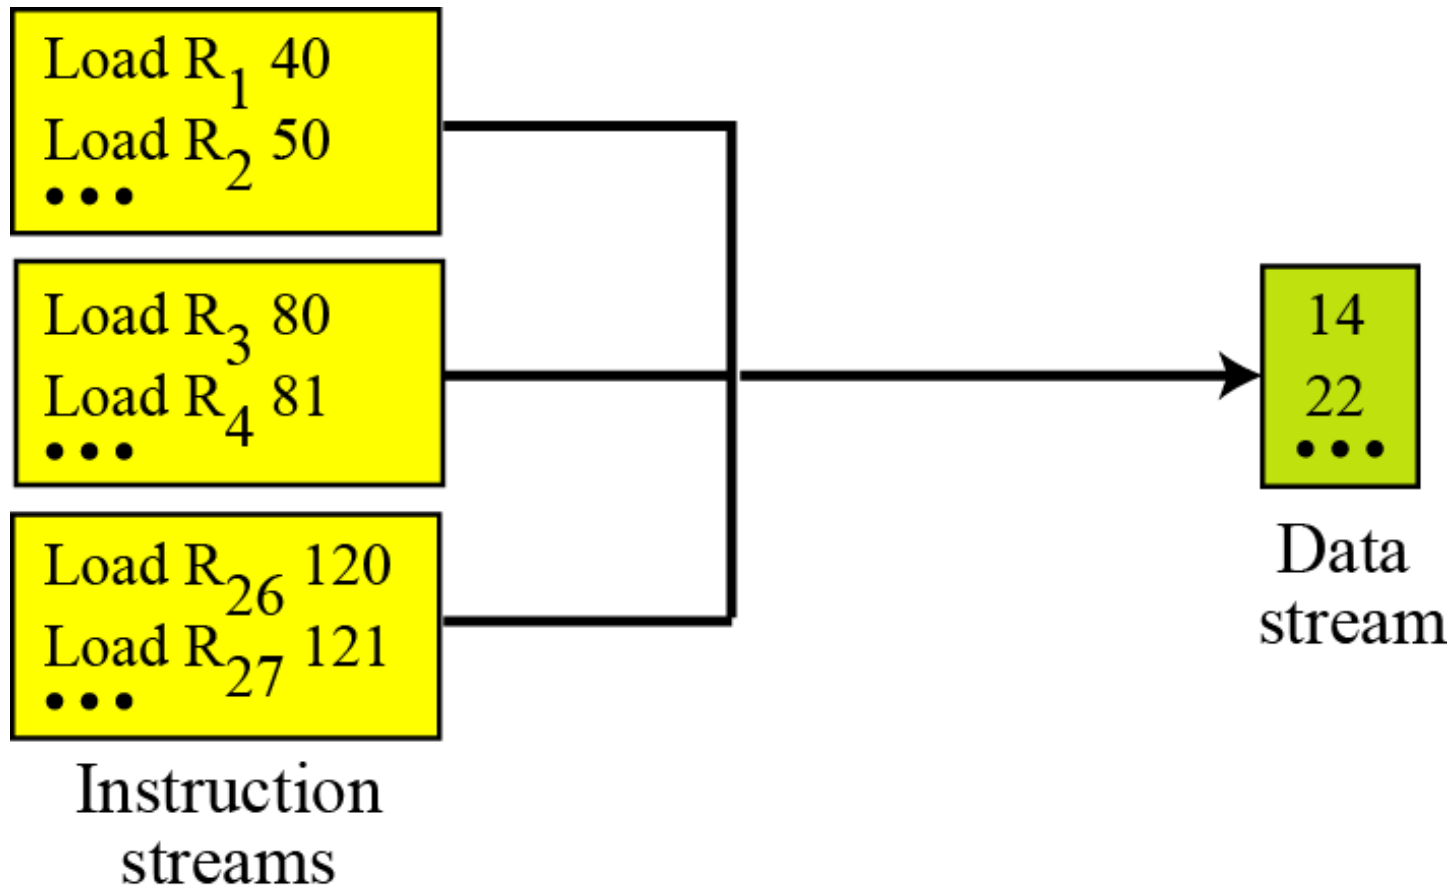 Load R1 40
Load R2 50
•••
Load R3 80
Load R4 81
•••
Load R26 120
Load R27 121
•••
Instruction
streams
14
22
•••
Data
stream